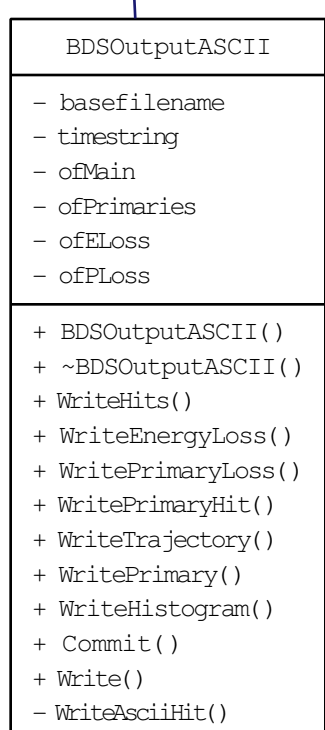 BDSOutputASCII
- basefilename
- timestring
- ofMain
- ofPrimaries
- ofELoss
- ofPLoss
+ BDSOutputASCII()
+ ~BDSOutputASCII()
+ WriteHits()
+ WriteEnergyLoss()
+ WritePrimaryLoss()
+ WritePrimaryHit()
+ WriteTrajectory()
+ WritePrimary()
+ WriteHistogram()
+ Commit()
+ Write()
- WriteAsciiHit()